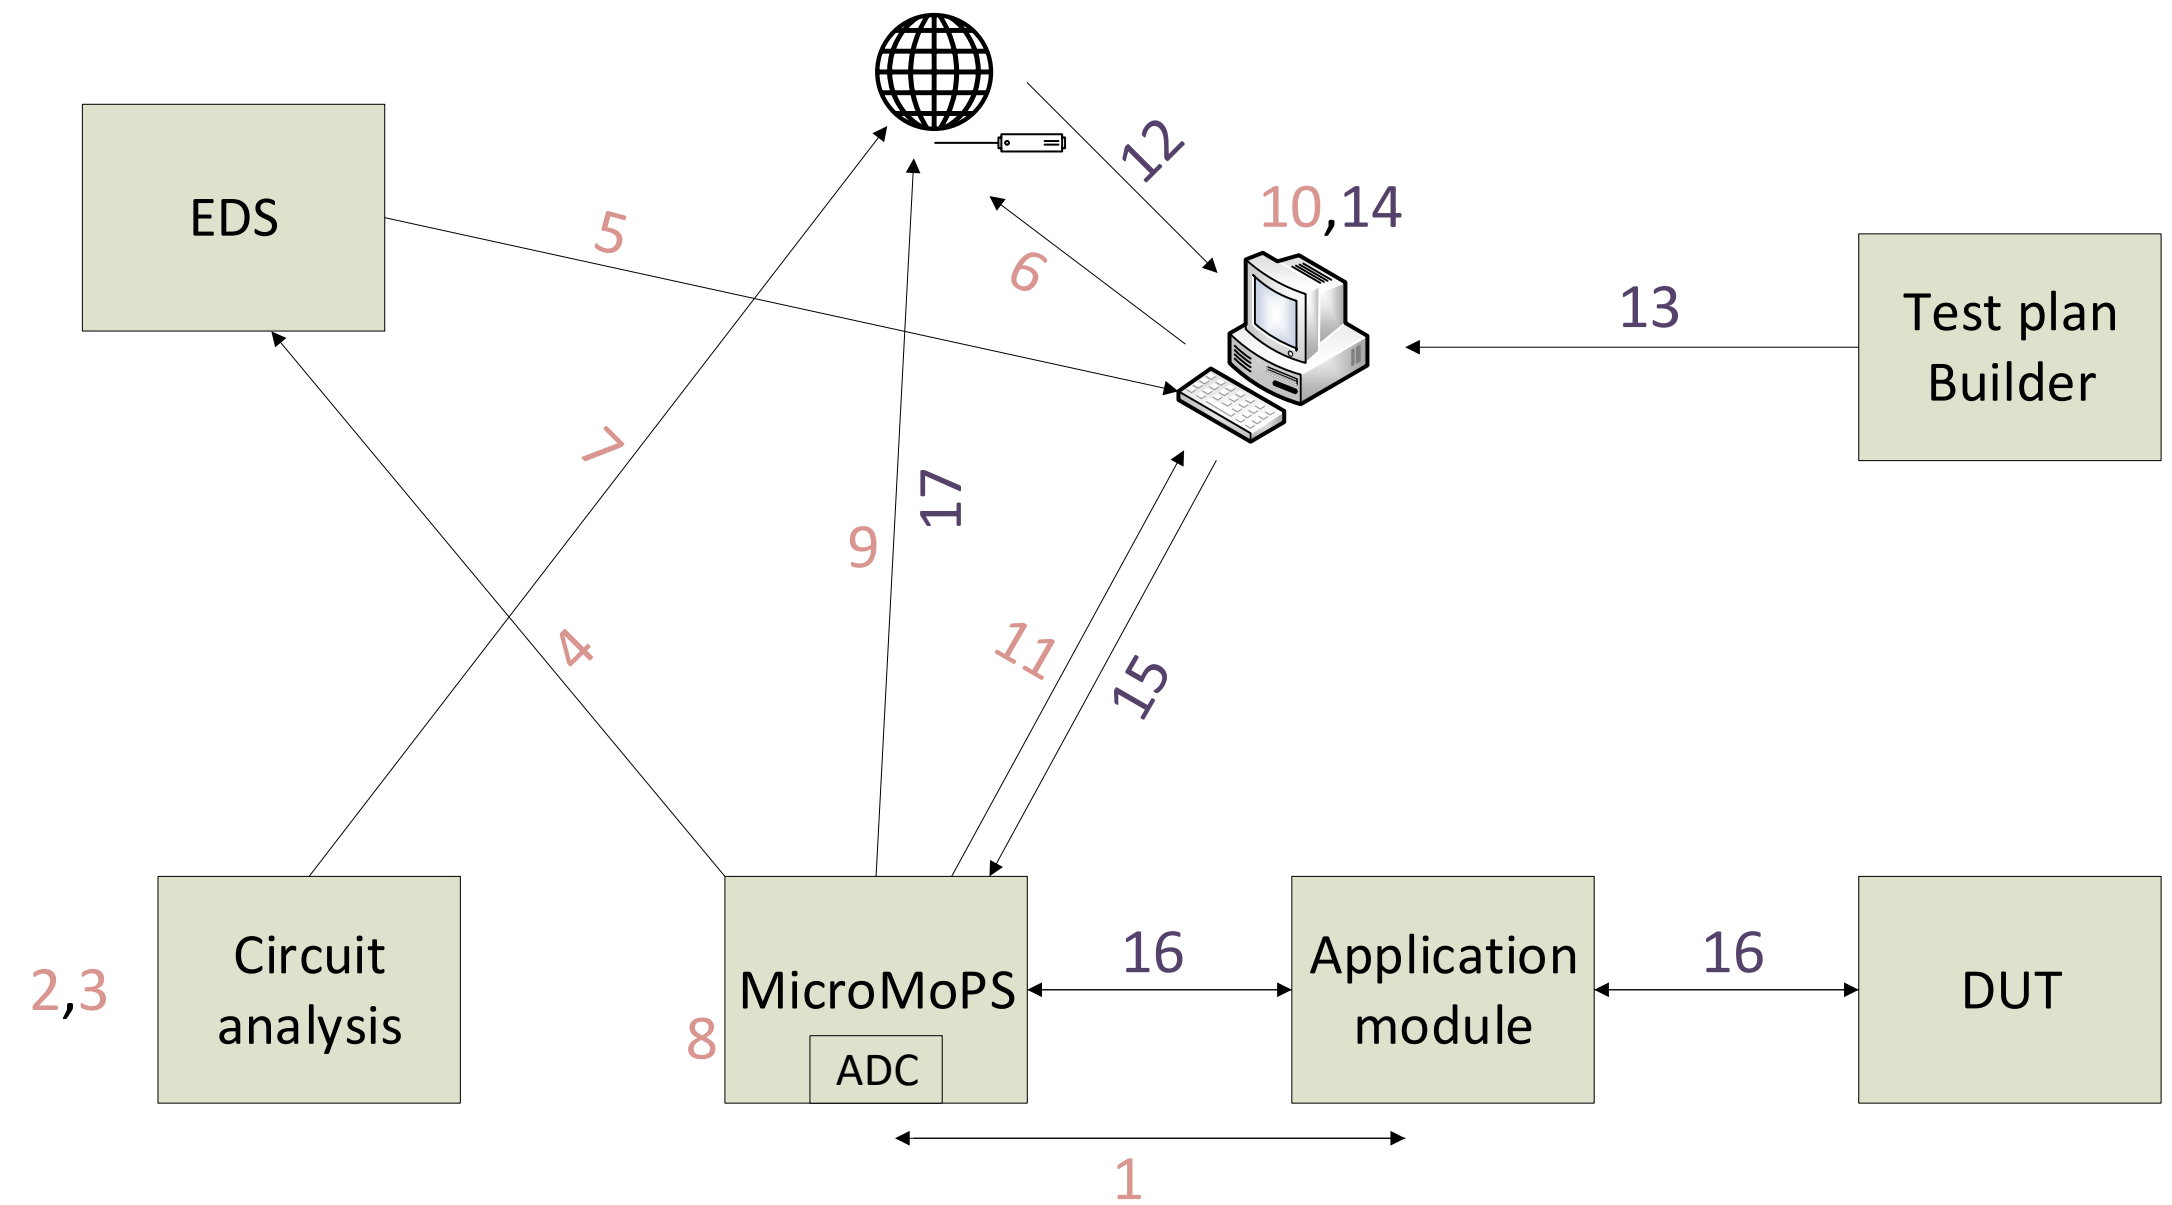 12
10,14
EDS
5
6
13
Test plan
Builder
7
17
9
4
11
15
Circuit
analysis
2,3
MicroMoPS
8
ADC
16
Application
module
16
DUT
1